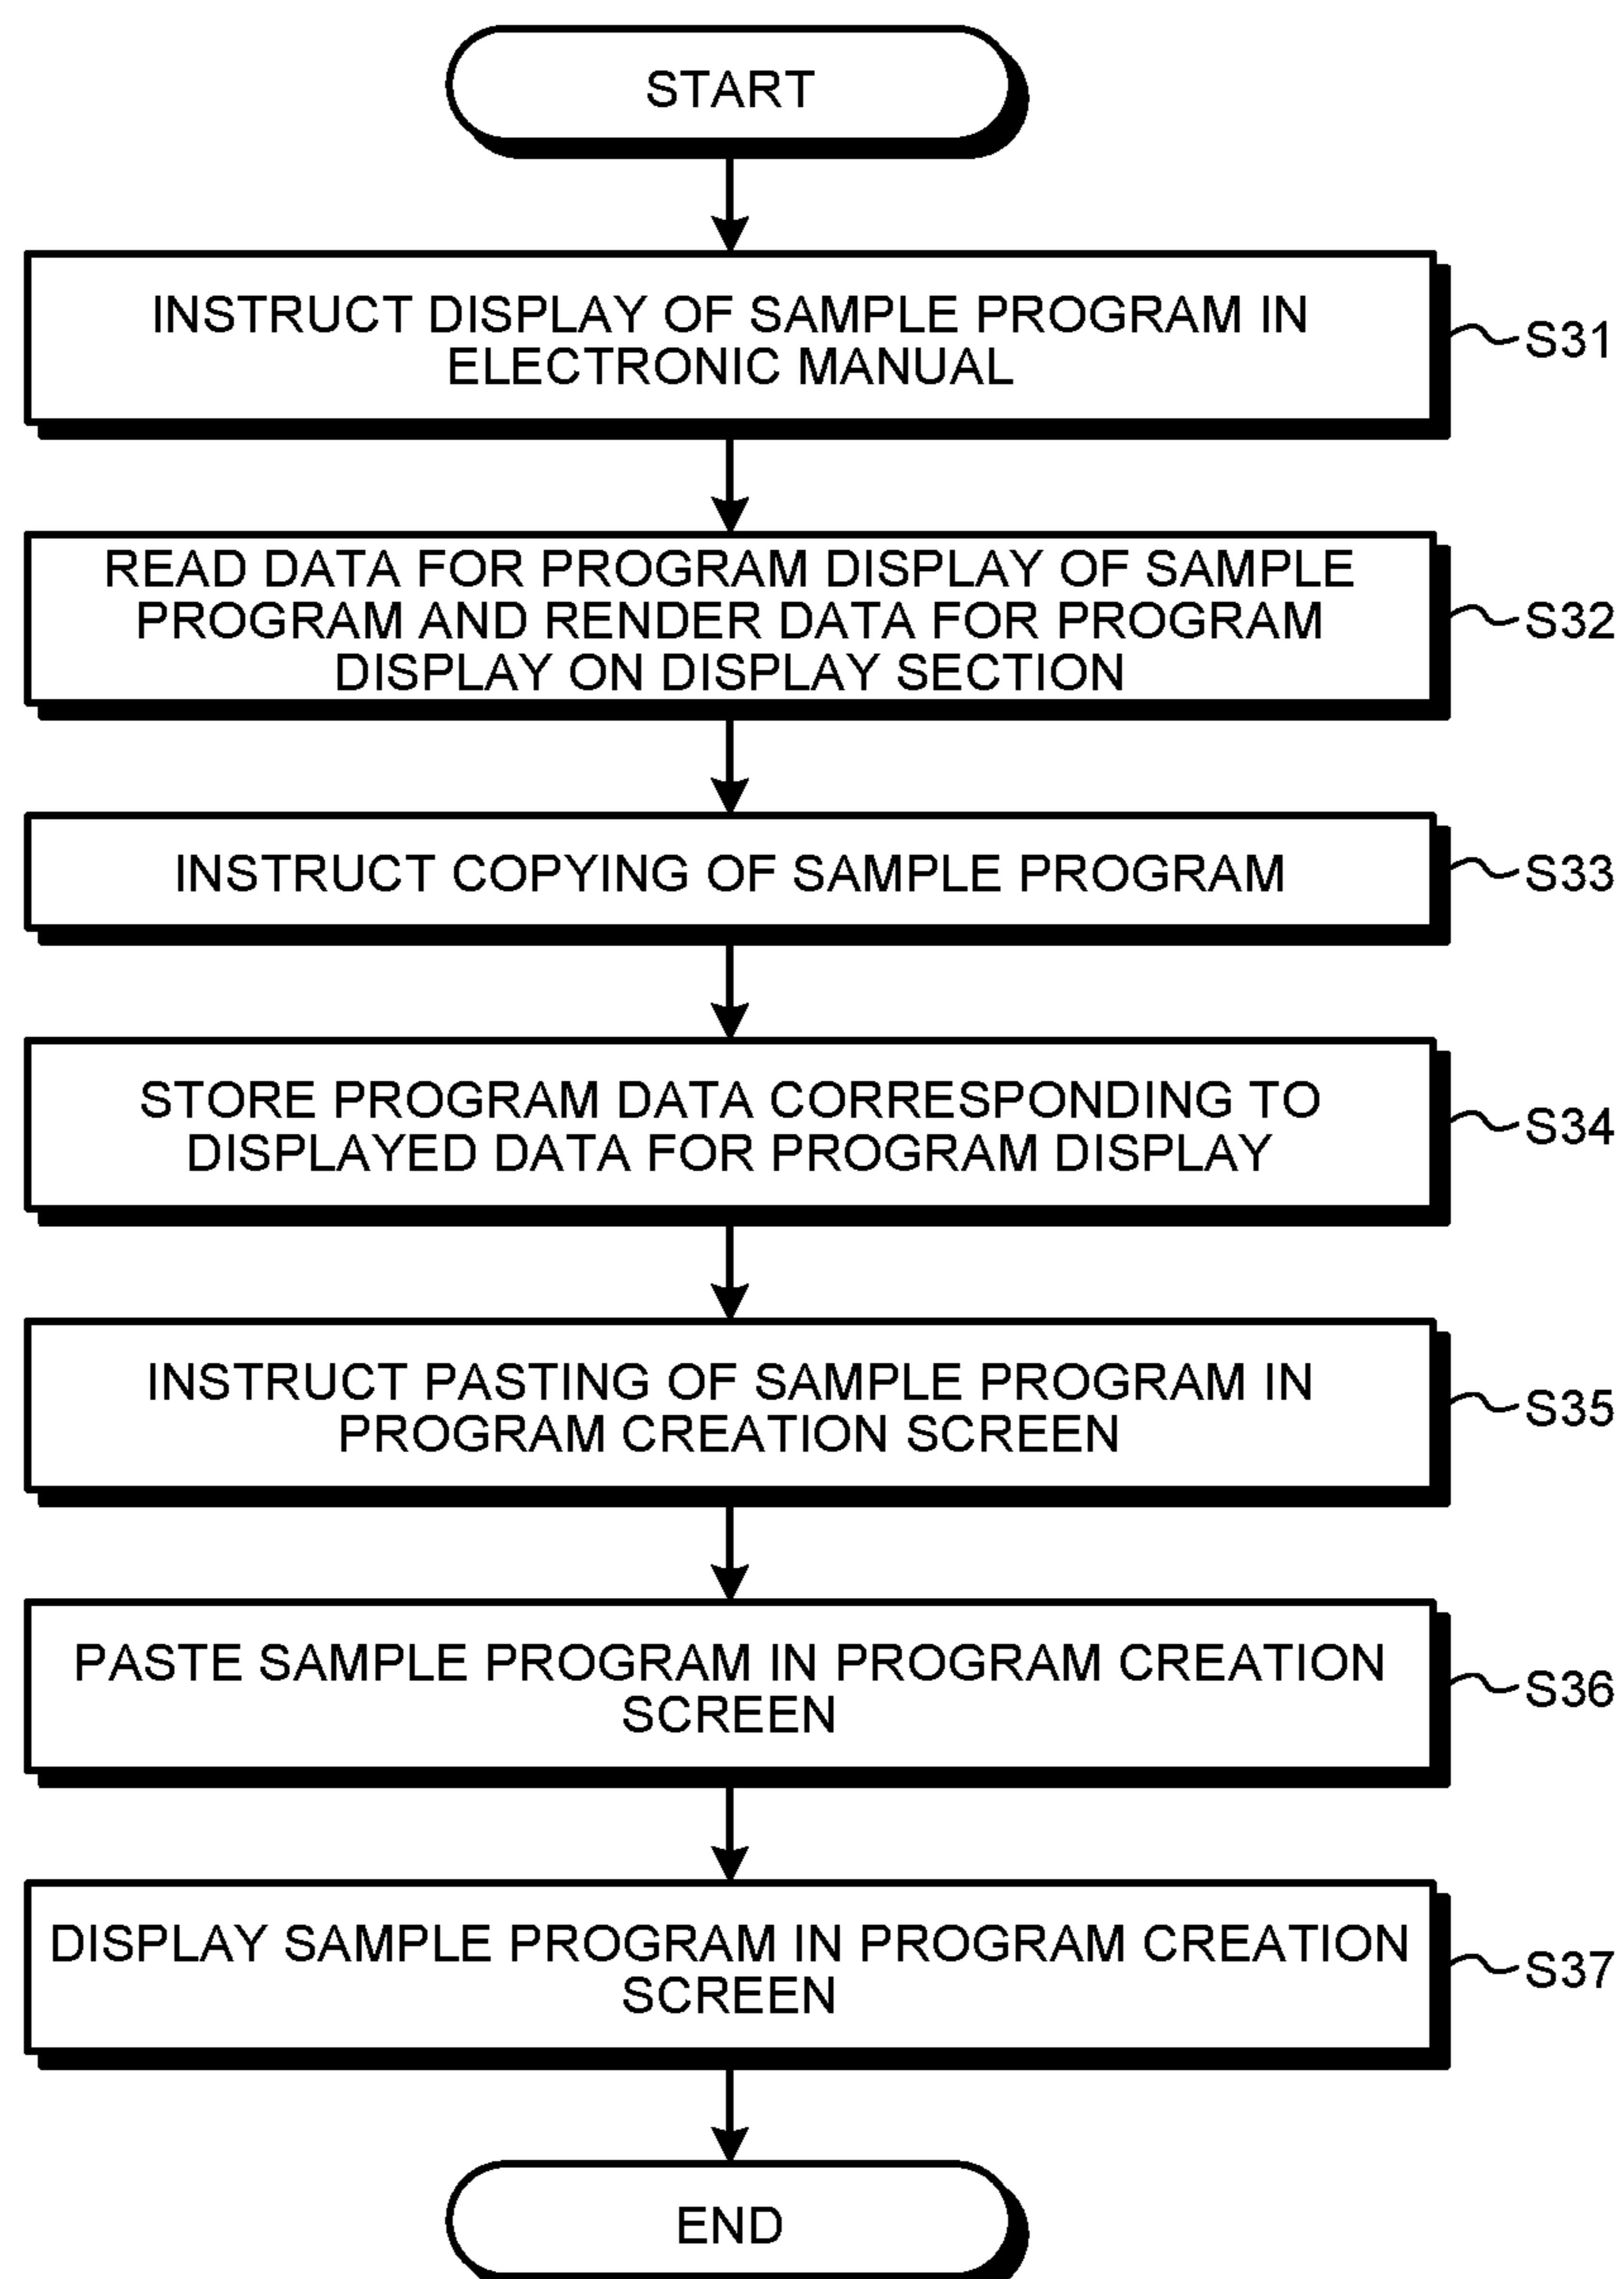 START
INSTRUCT DISPLAY OF SAMPLE PROGRAM IN
ELECTRONIC MANUAL
S31
READ DATA FOR PROGRAM DISPLAY OF SAMPLE
PROGRAM AND RENDER DATA FOR PROGRAM
DISPLAY ON DISPLAY SECTION
S32
INSTRUCT COPYING OF SAMPLE PROGRAM
S33
STORE PROGRAM DATA CORRESPONDING TO
DISPLAYED DATA FOR PROGRAM DISPLAY
S34
INSTRUCT PASTING OF SAMPLE PROGRAM IN
PROGRAM CREATION SCREEN
S35
PASTE SAMPLE PROGRAM IN PROGRAM CREATION
SCREEN
S36
DISPLAY SAMPLE PROGRAM IN PROGRAM CREATION
SCREEN
S37
END